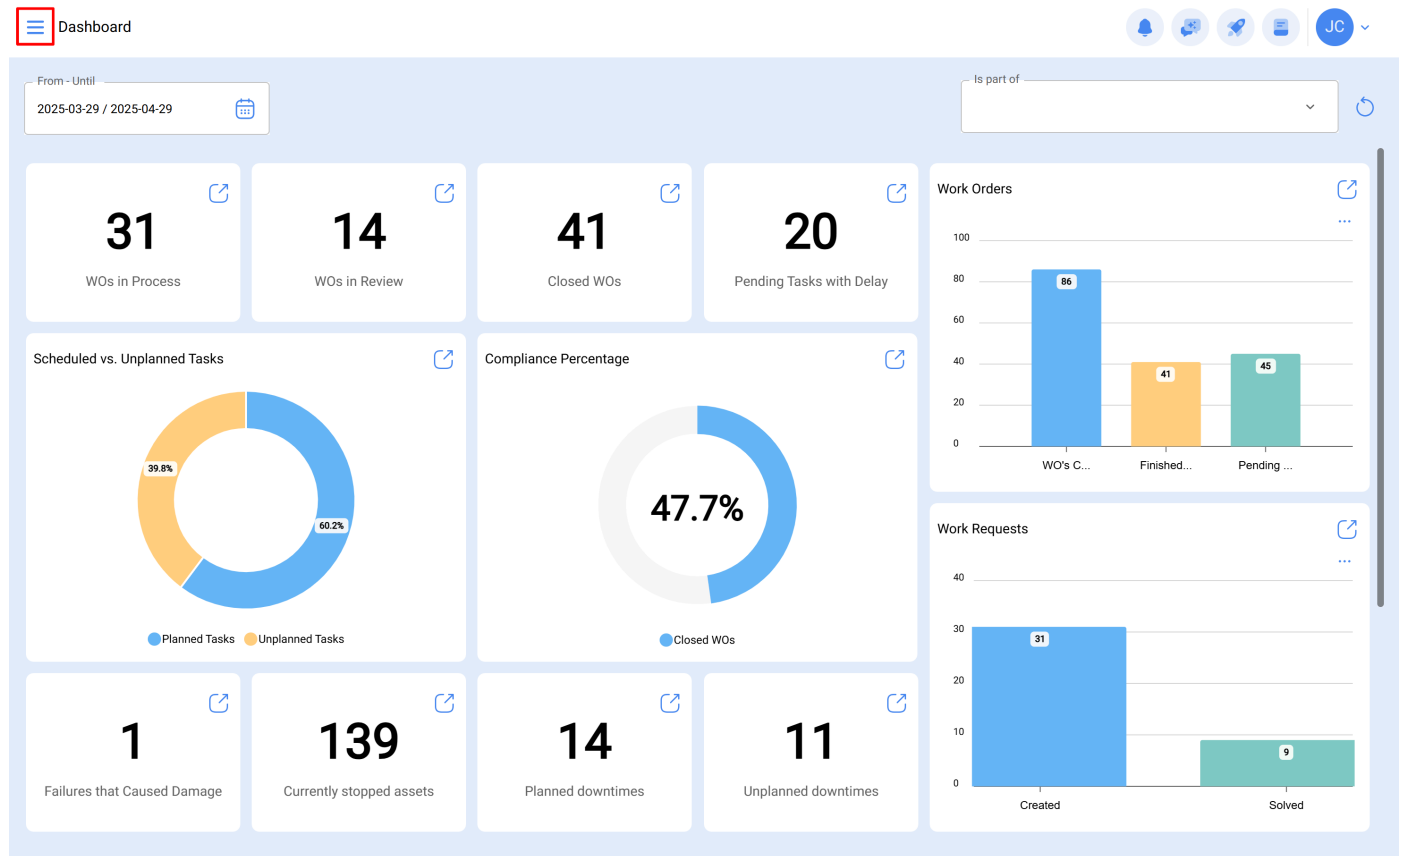 Dashboard
JC
From - Until
2025-03-29 / 2025-04-29
Is part of
31
WOs in Process
14
WOs in Review
41
Closed WOs
20
Pending Tasks with Delay
Work Orders
...
100
80
60
40
20
0
86
41
45
WO's C...
Finished...
Pending ...
Scheduled vs. Unplanned Tasks
39.8%
60.2%
Planned Tasks
Unplanned Tasks
Compliance Percentage
47.7%
Closed WOs
Work Requests
...
40
30
20
10
0
31
9
Created
Solved
1
Failures that Caused Damage
139
Currently stopped assets
14
Planned downtimes
11
Unplanned downtimes